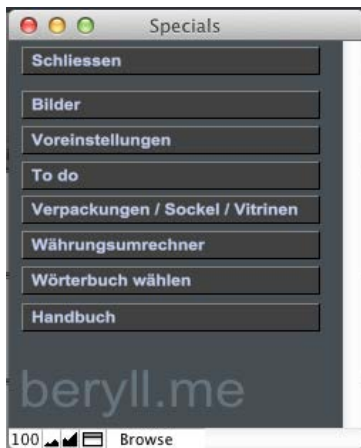 Specials
Schliessen
Bilder
Voreinstellungen
To do
Verpackungen / Sockel / Vitrinen
Währungsumrechner
Wörterbuch wählen
Handbuch
beryll.me
100 Browse